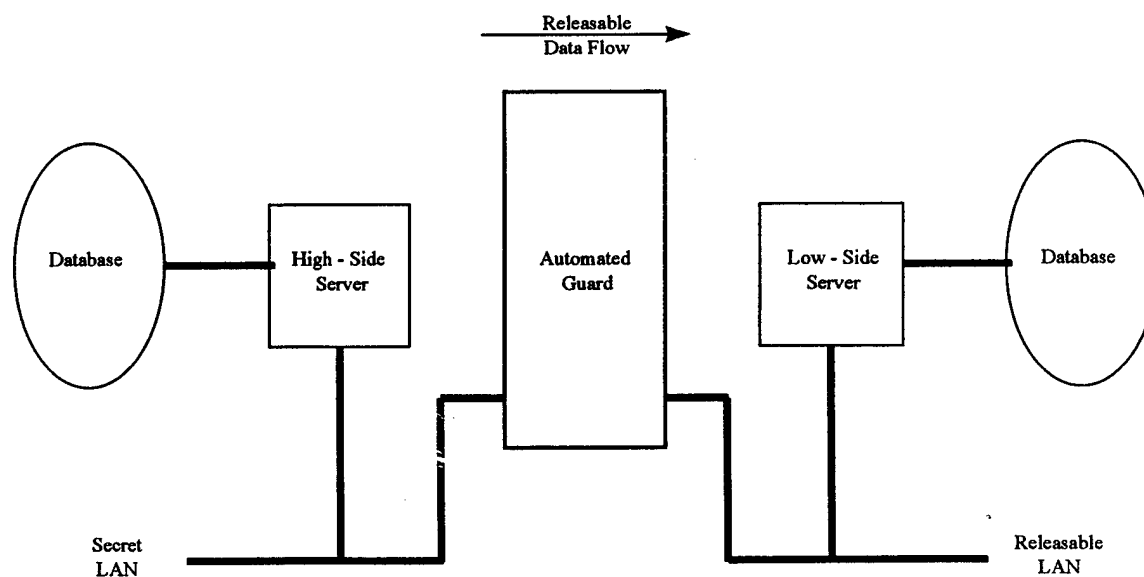 Releasable
Data Flow
Database
High - Side
Server
Automated
Guard
Low - Side
Server
Database
Secret
LAN
Releasable
LAN